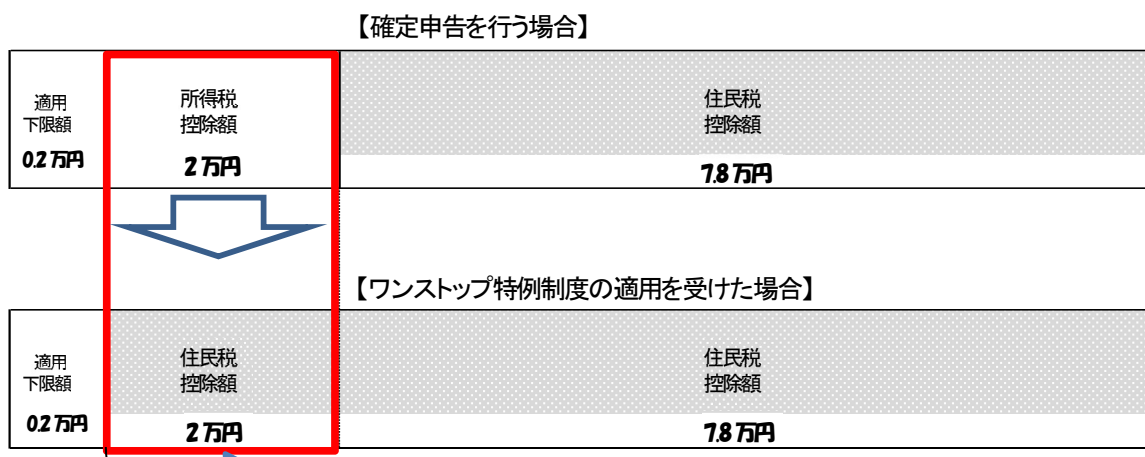 【確定申告を行う場合】
適用
下限額
0.2万円
所得税
控除額
2万円
住民税
控除額
7.8万円
【ワンストップ特例制度の適用を受けた場合】
適用
下限額
0.2万円
住民税
控除額
2万円
住民税
控除額
7.8万円